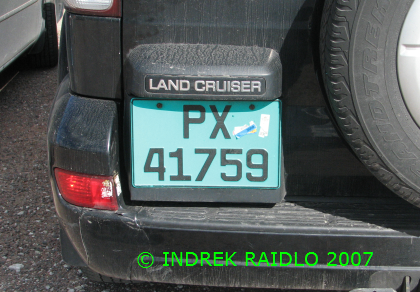 LAND CRUISER
PX
41759
© INDREK RAIDLO 2007